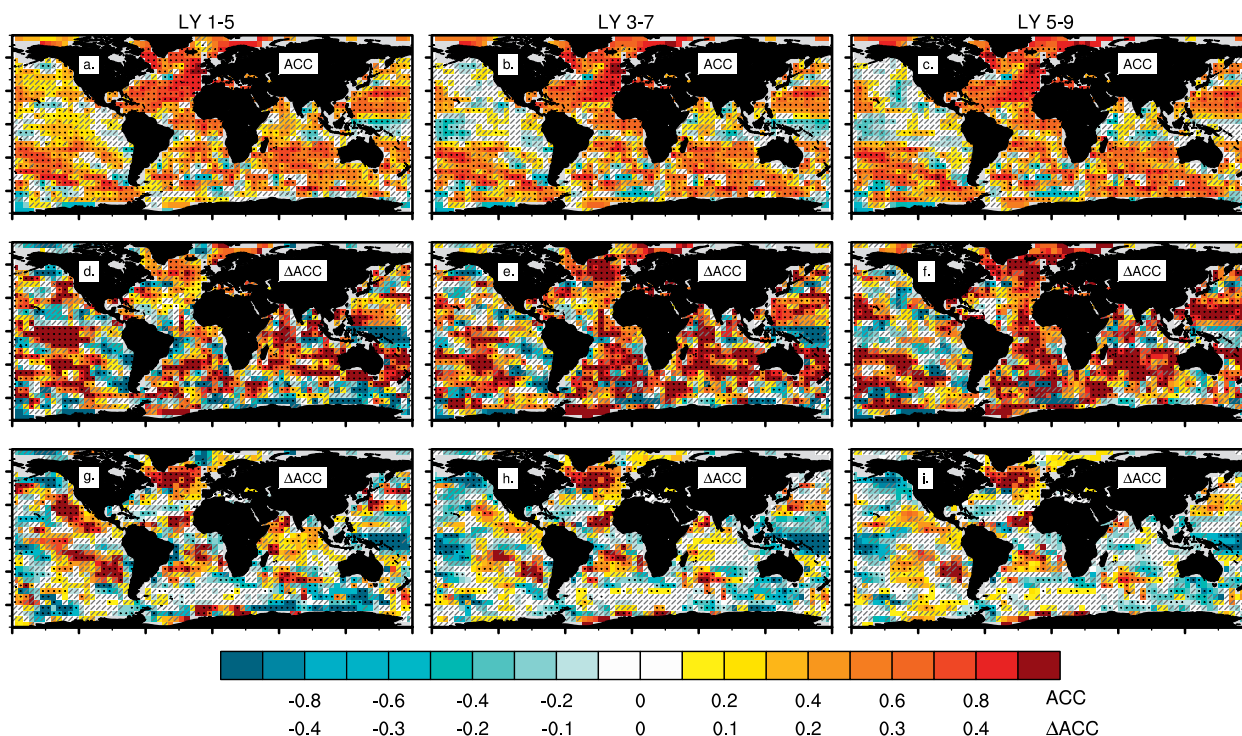 LY 1-5 LY 3-7 LY 5-9
a. ACC b. ACC c. ACC
d. ΔACC e. ΔACC f. ΔACC
g. ΔACC h. ΔACC i. ΔACC
-0.8 -0.6 -0.4 -0.2 0 0.2 0.4 0.6 0.8 ACC
-0.4 -0.3 -0.2 -0.1 0 0.1 0.2 0.3 0.4 ΔACC